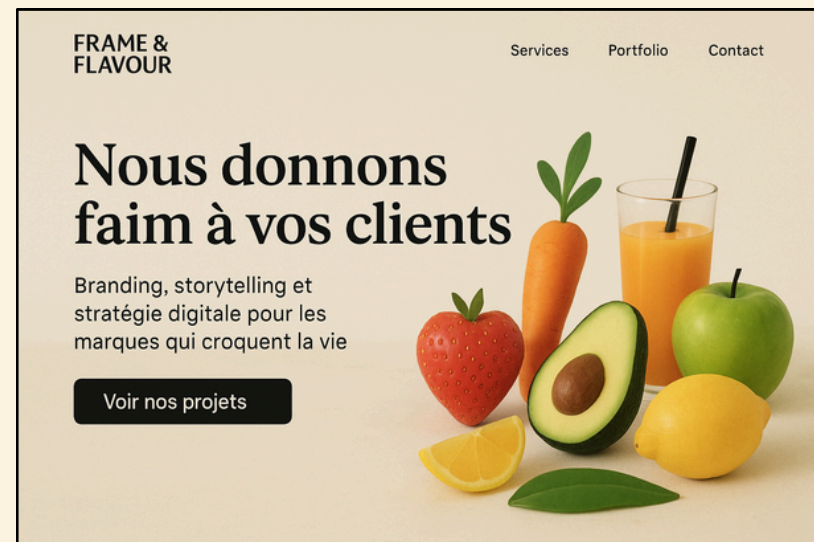 FRAME &
FLAVOUR
Services Portfolio Contact
Nous donnons
faim à vos clients
Branding, storytelling et
stratégie digitale pour les
marques qui croquent la vie
Voir nos projets